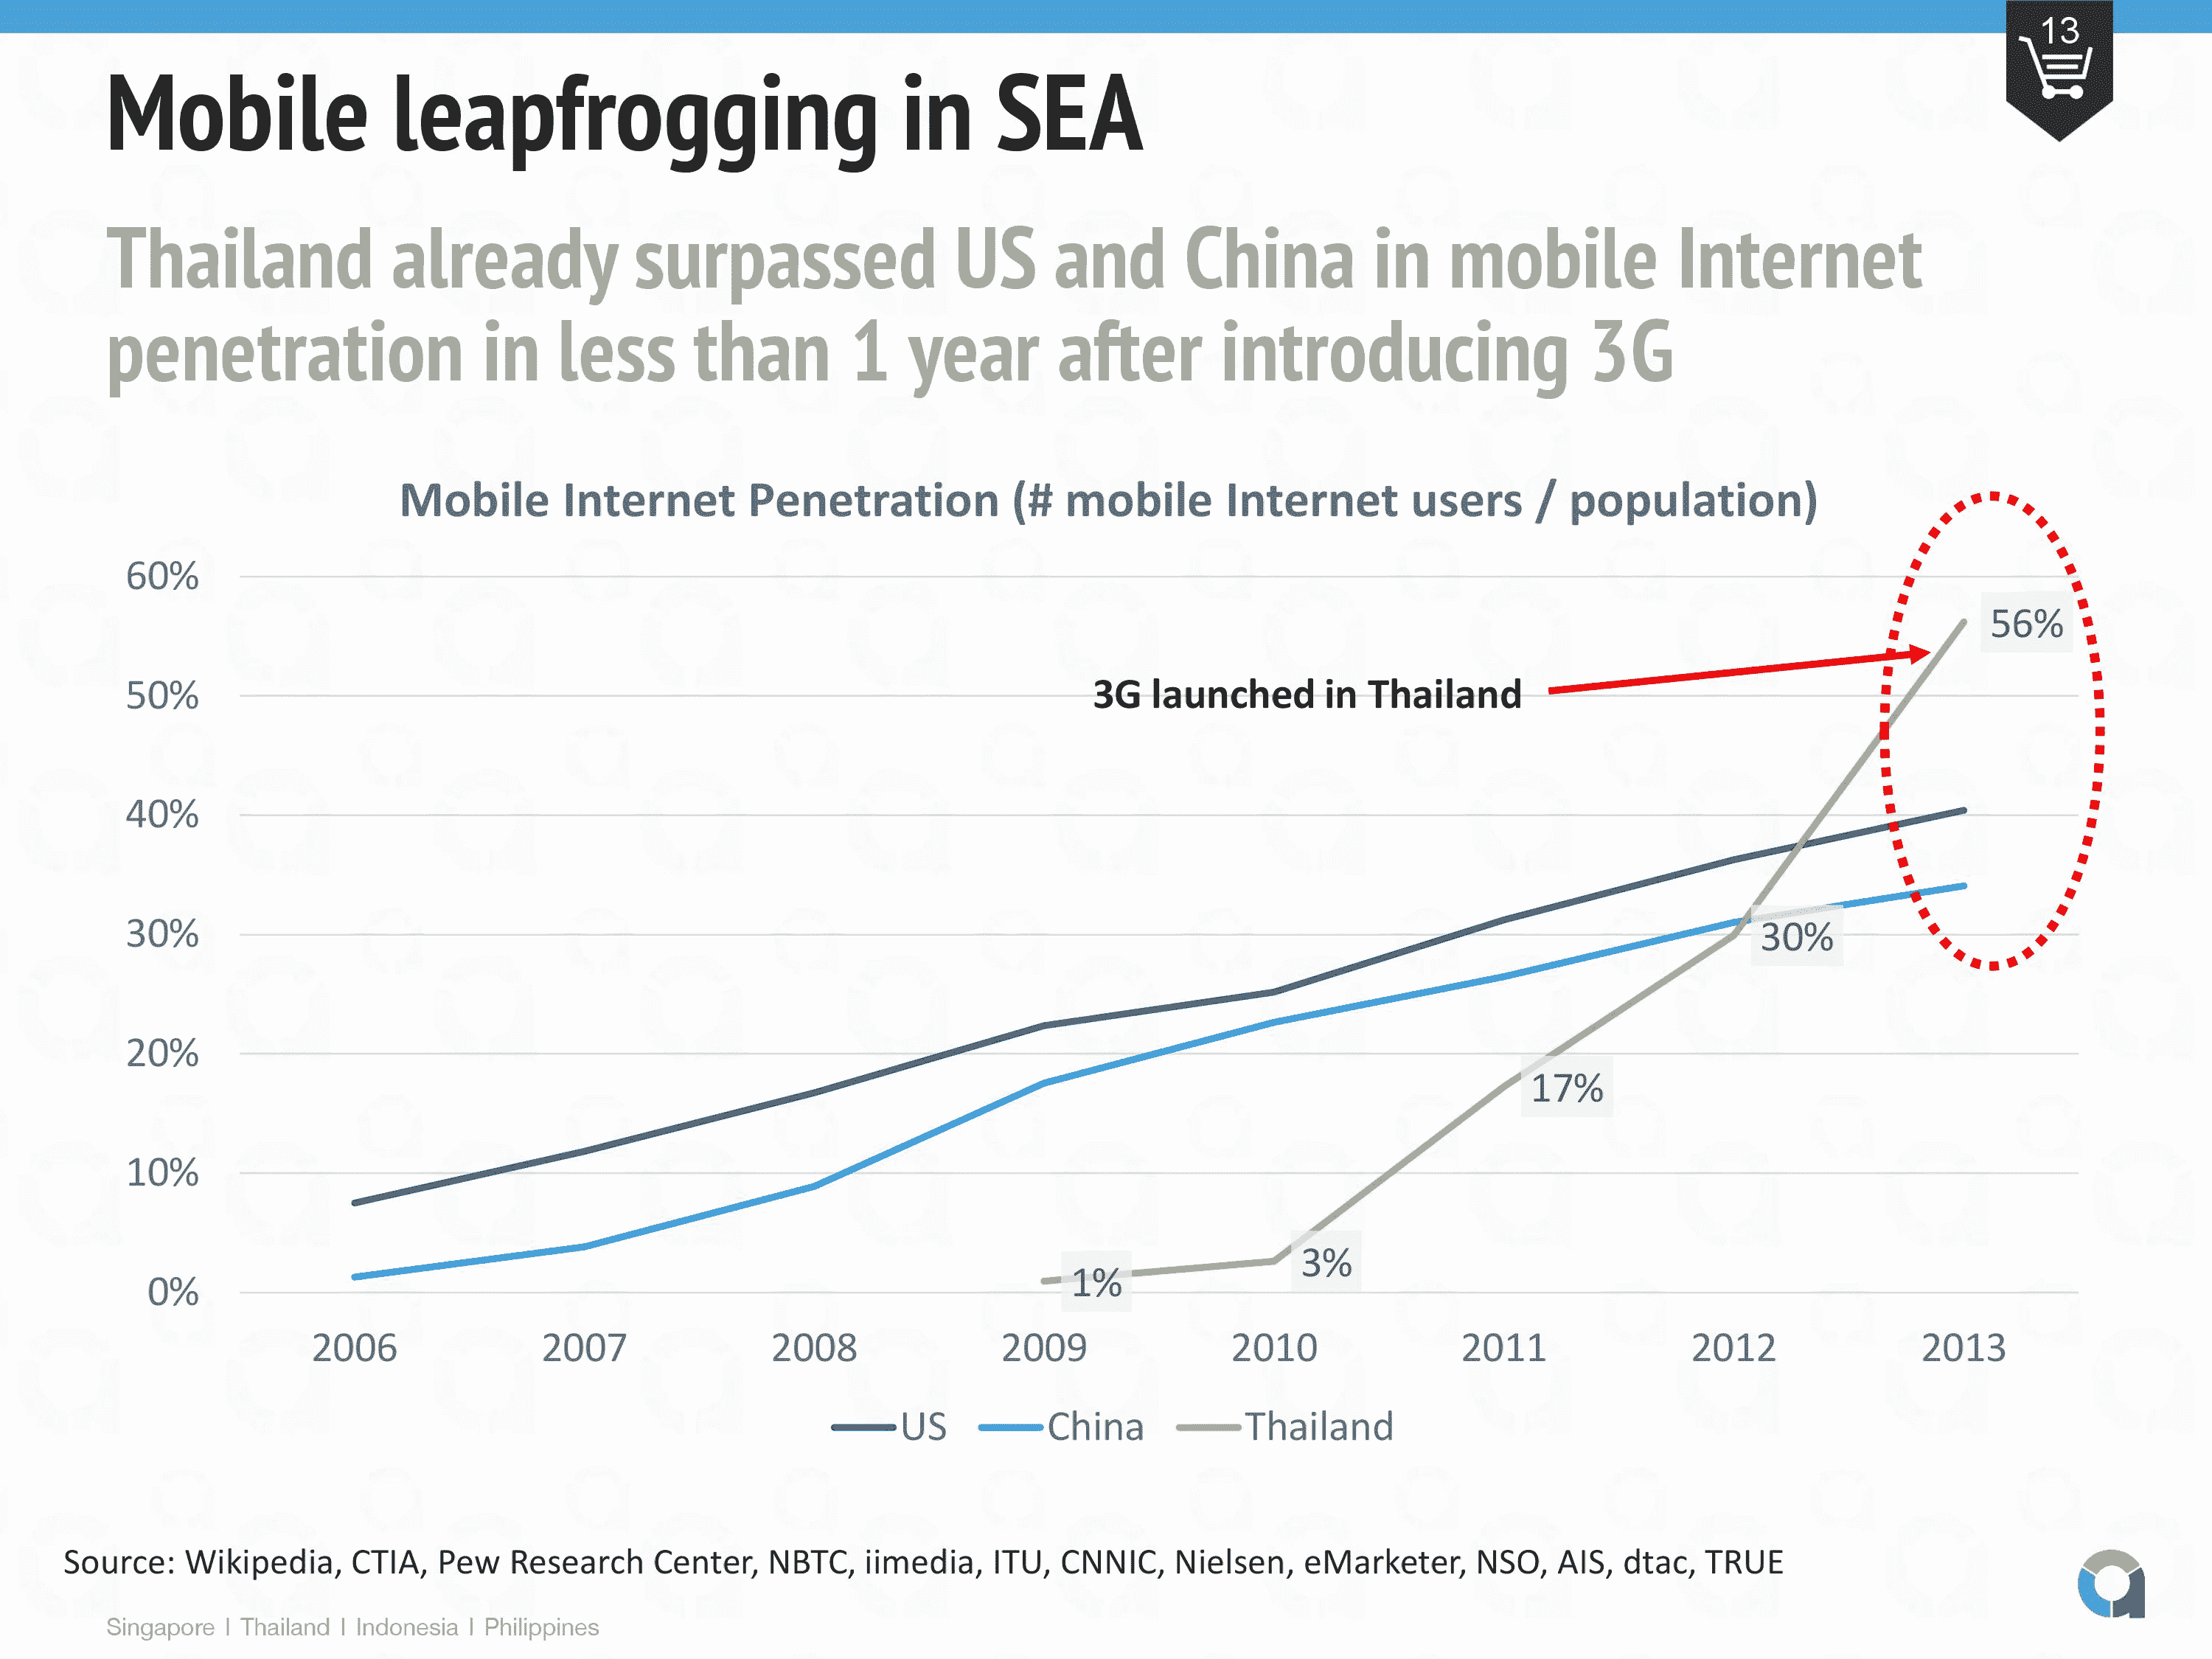 13
Mobile leapfrogging in SEA
Thailand already surpassed US and China in mobile Internet
penetration in less than 1 year after introducing 3G
Mobile Internet Penetration (# mobile Internet users / population)
60%
50%
40%
30%
20%
10%
0%
3G launched in Thailand
56%
30%
17%
3%
1%
2006 2007 2008 2009 2010 2011 2012 2013
US China Thailand
Source: Wikipedia, CTIA, Pew Research Center, NBTC, iimedia, ITU, CNNIC, Nielsen, eMarketer, NSO, AIS, dtac, TRUE
Singapore I Thailand I Indonesia I Philippines